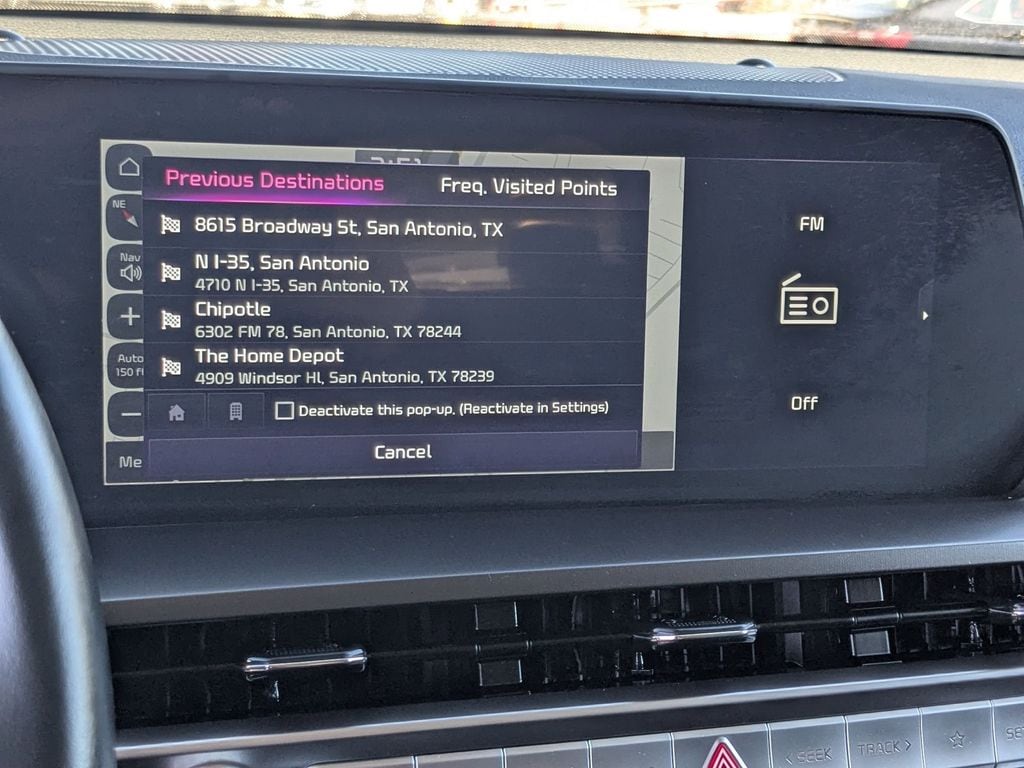 Previous Destinations
Freq. Visited Points
8615 Broadway St, San Antonio, TX
N I-35, San Antonio
4710 N I-35, San Antonio, TX
Chipotle
6302 FM 78, San Antonio, TX 78244
The Home Depot
4909 Windsor Hl, San Antonio, TX 78239
Deactivate this pop-up. (Reactivate in Settings)
Cancel
NE
Nav
Auto
150 f
Me
FM
Off
< SEEK
TRACK >